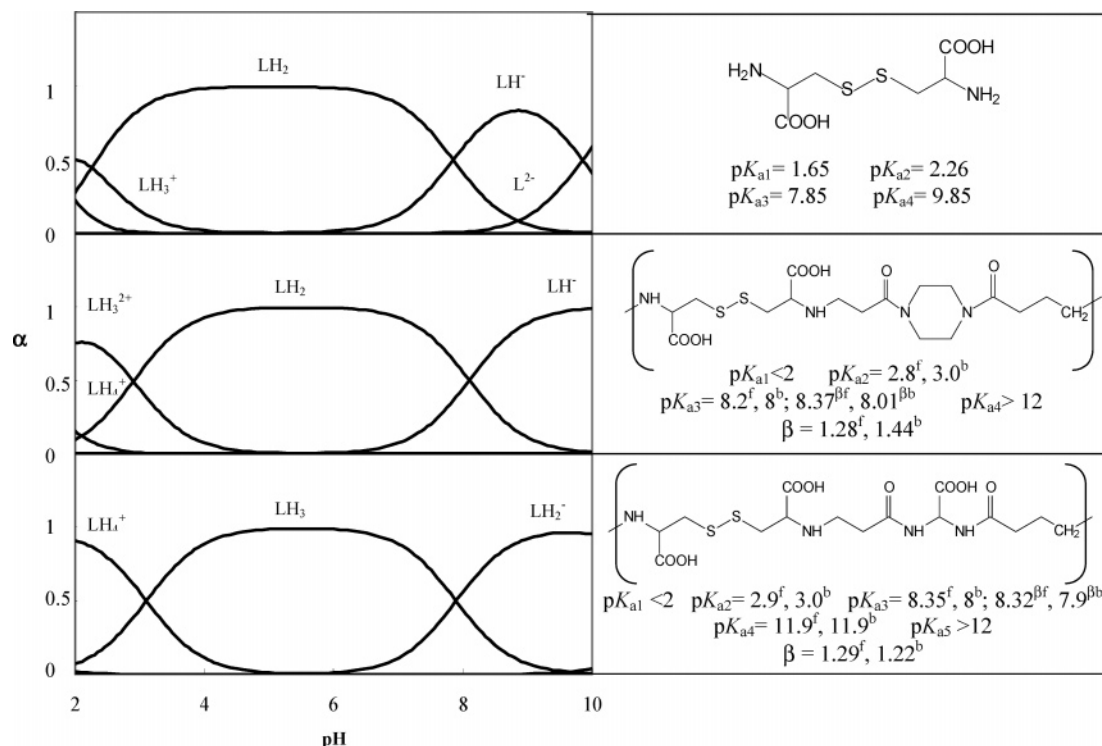 LH₂
LH⁻
1
0.5
LH₃⁺
L²⁻
0
COOH
H₂N
S
S
NH₂
COOH
pKₐ₁= 1.65 pKₐ₂= 2.26
pKₐ₃= 7.85 pKₐ₄= 9.85
LH₃²⁺
LH₂
LH⁻
1
α
0.5
LH₄⁺
0
COOH
O
O
NH
S
S
NH
N
N
CH₂
COOH
pKₐ₁<2 pKₐ₂= 2.8ᶠ, 3.0ᵇ
pKₐ₃= 8.2ᶠ, 8ᵇ; 8.37ᵝᶠ, 8.01ᵝᵇ pKₐ₄> 12
β = 1.28ᶠ, 1.44ᵇ
LH₄⁺
LH₃
LH₂⁻
1
0.5
0
COOH
O
COOH
O
NH
S
S
NH
NH
NH
CH₂
COOH
pKₐ₁ <2 pKₐ₂= 2.9ᶠ, 3.0ᵇ pKₐ₃= 8.35ᶠ, 8ᵇ; 8.32ᵝᶠ, 7.9ᵝᵇ
pKₐ₄= 11.9ᶠ, 11.9ᵇ pKₐ₅ >12
β = 1.29ᶠ, 1.22ᵇ
2 4 6 8 10
pH